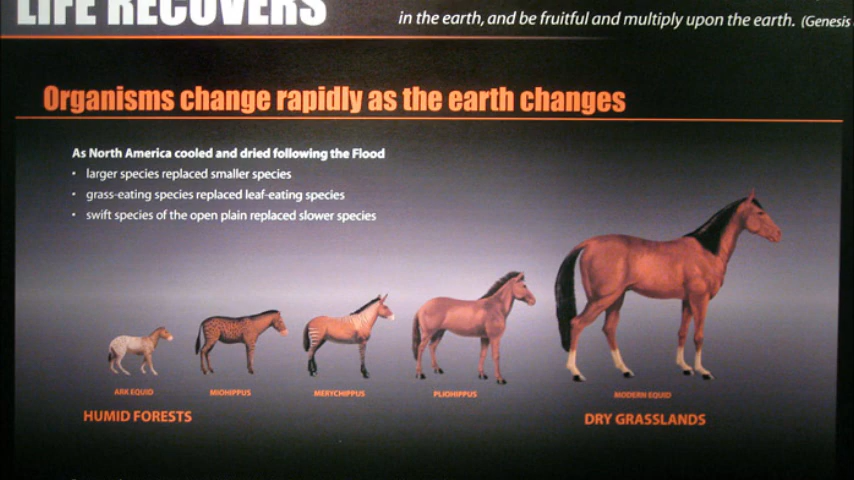 LIFE RECOVERS
in the earth, and be fruitful and multiply upon the earth. (Genesis
Organisms change rapidly as the earth changes
As North America cooled and dried following the Flood
• larger species replaced smaller species
• grass-eating species replaced leaf-eating species
• swift species of the open plain replaced slower species
ARK EQUID MIOHIPPUS MERYCHIPPUS PLIOHIPPUS MODERN EQUID
HUMID FORESTS DRY GRASSLANDS